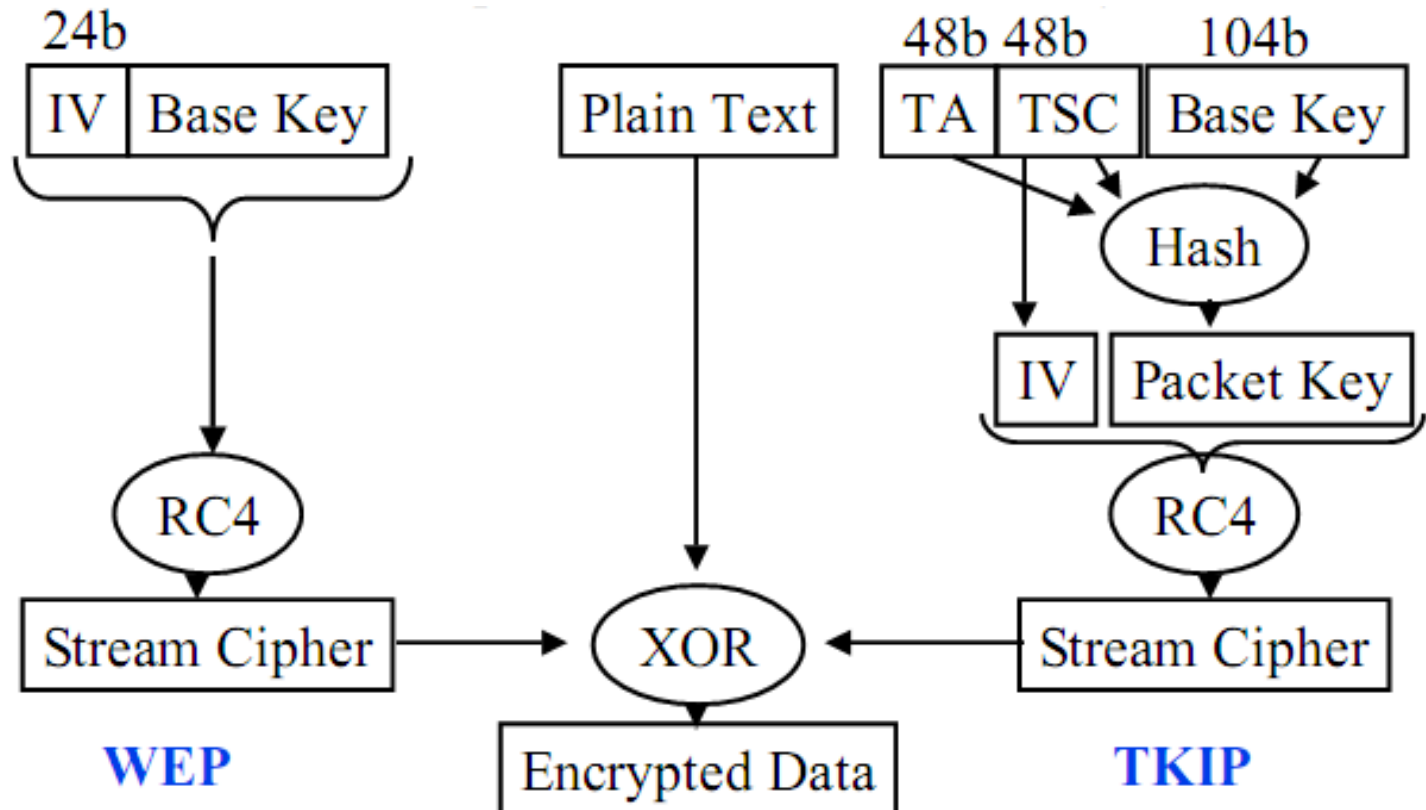 24b 48b 48b 104b
IV Base Key Plain Text TA TSC Base Key
Hash
IV Packet Key
RC4 RC4
Stream Cipher XOR Stream Cipher
WEP Encrypted Data TKIP